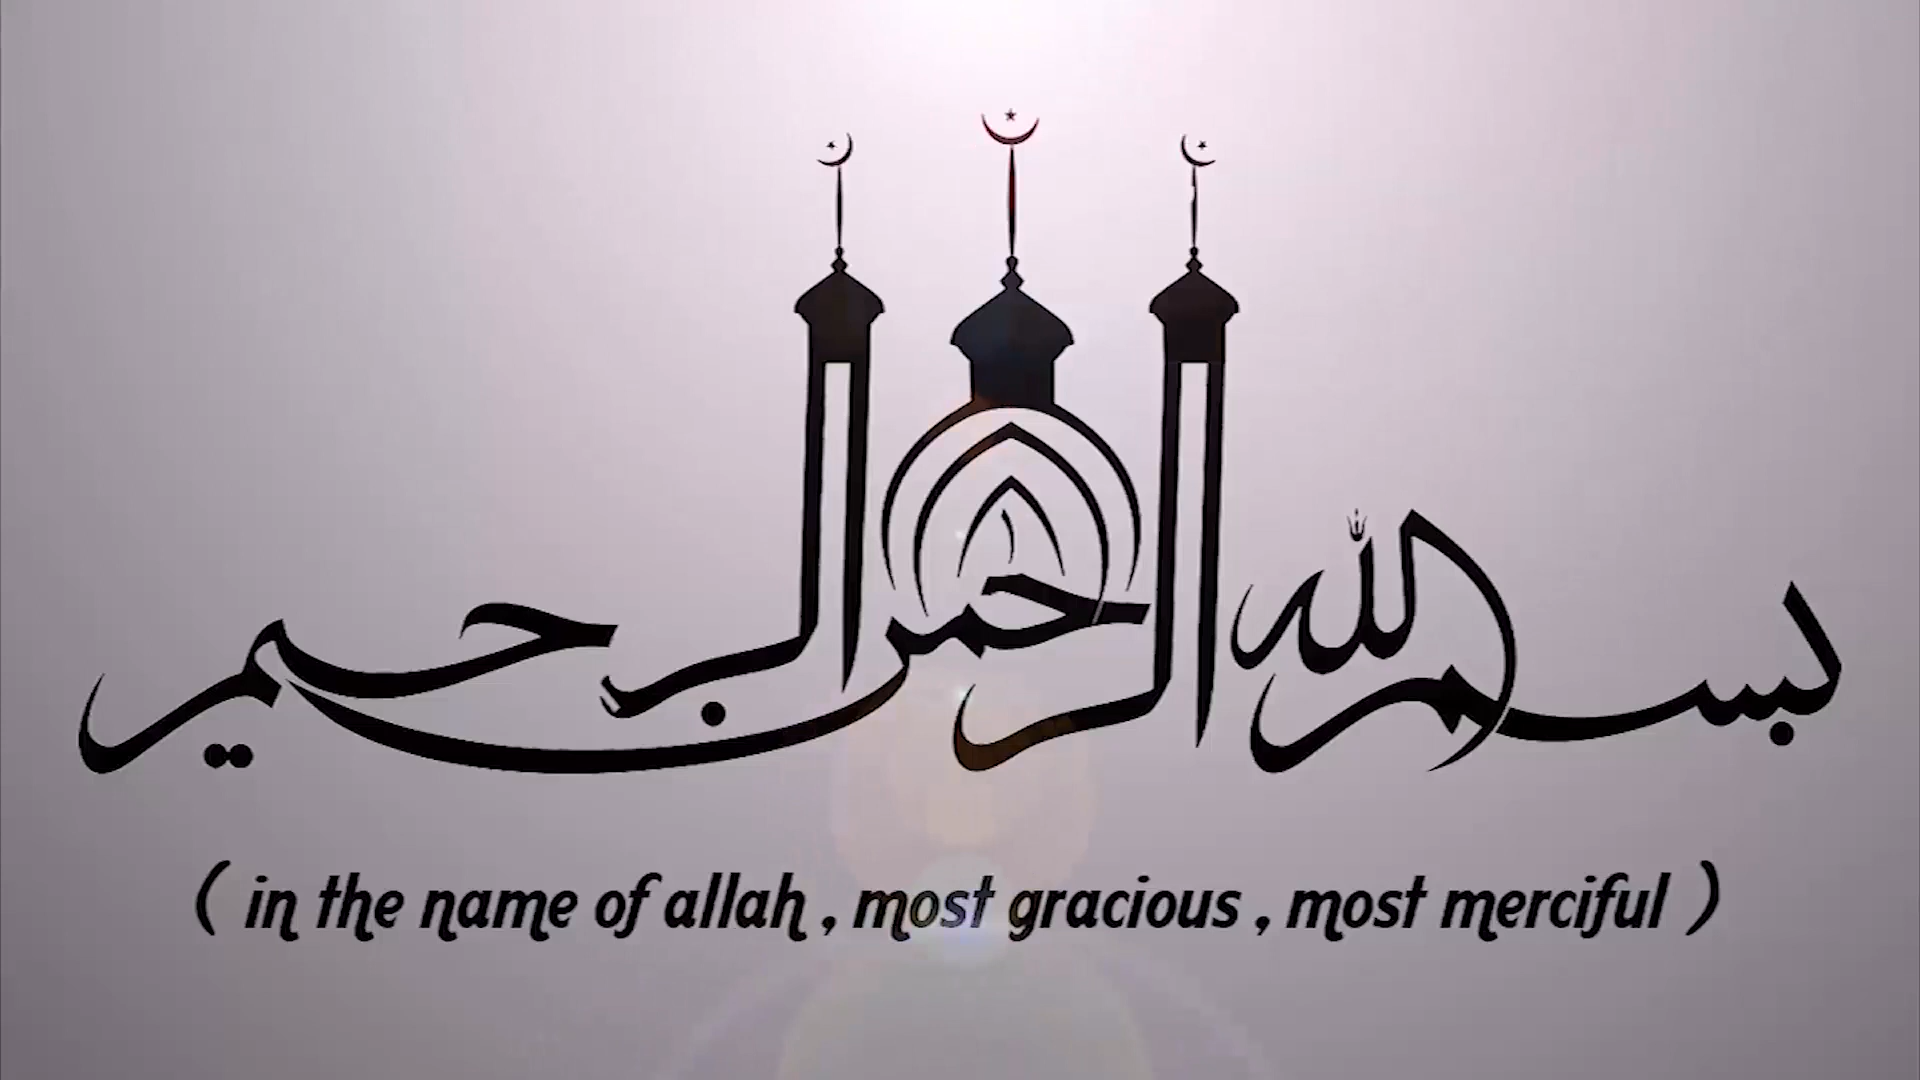 بسم الله الرحمن الرحيم
( in the name of allah , most gracious , most merciful )